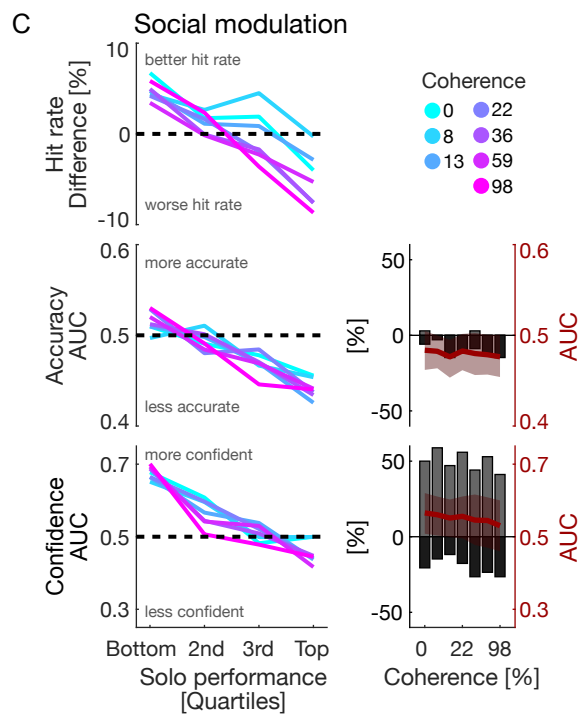 C
Social modulation
Hit rate
Difference [%]
10
0
-10
better hit rate
worse hit rate
Coherence
0
22
8
36
13
59
98
Accuracy
AUC
0.6
0.5
0.4
more accurate
less accurate
[%]
50
0
-50
0.6
0.5
0.4
AUC
Confidence
AUC
0.7
0.5
0.3
more confident
less confident
[%]
50
0
-50
0.7
0.5
0.3
AUC
Bottom 2nd 3rd Top
Solo performance
[Quartiles]
0 22 98
Coherence [%]